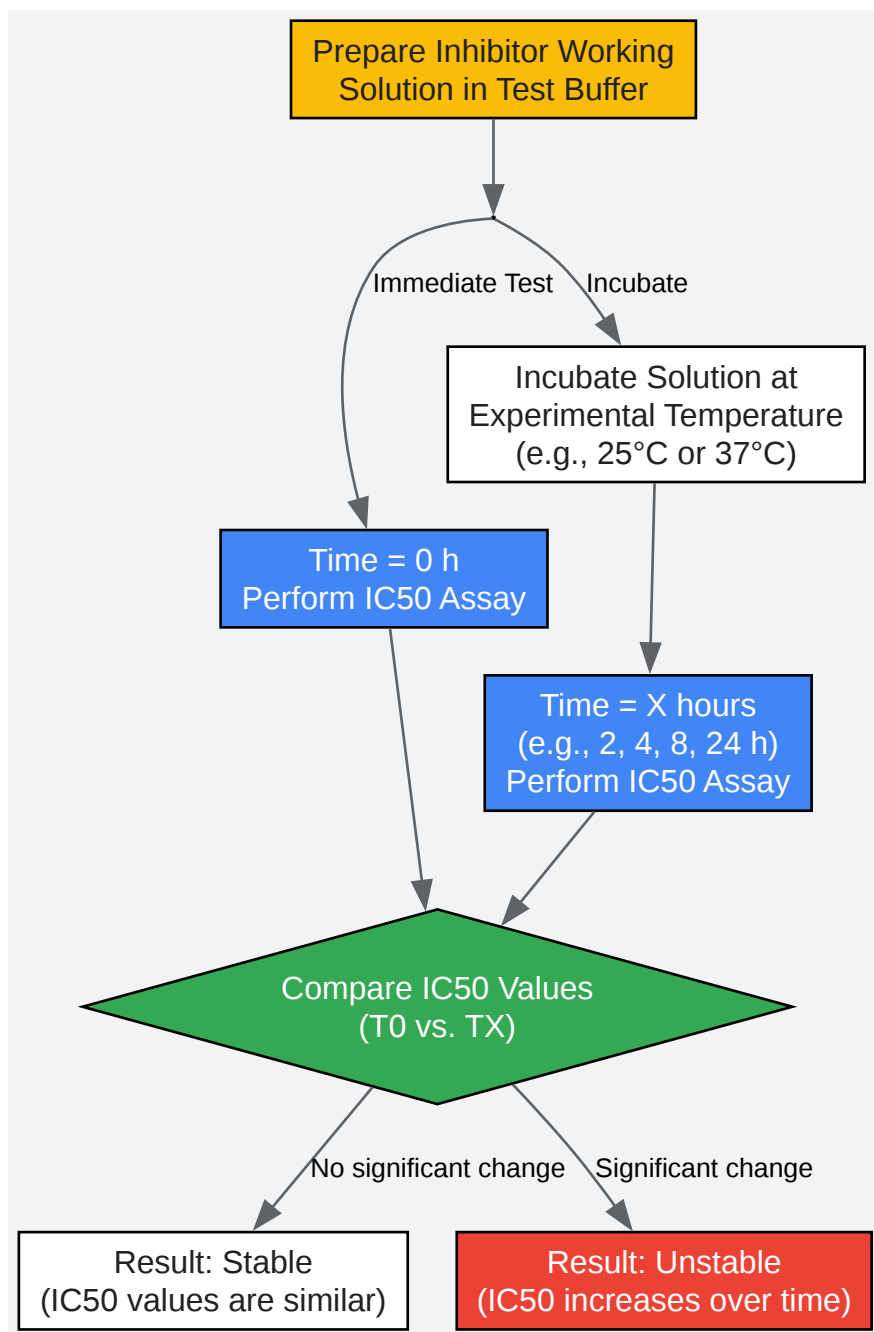 Prepare Inhibitor Working
Solution in Test Buffer
Immediate Test
Incubate
Incubate Solution at
Experimental Temperature
(e.g., 25°C or 37°C)
Time = 0 h
Perform IC50 Assay
Time = X hours
(e.g., 2, 4, 8, 24 h)
Perform IC50 Assay
Compare IC50 Values
(T0 vs. TX)
No significant change
Significant change
Result: Stable
(IC50 values are similar)
Result: Unstable
(IC50 increases over time)